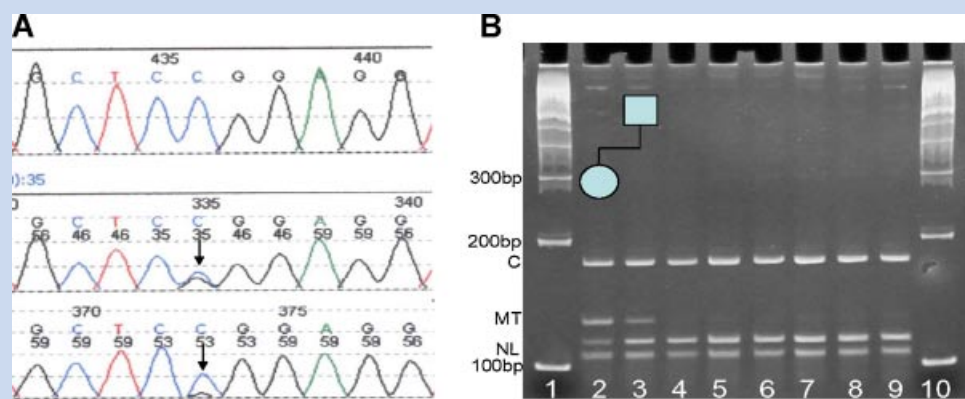 A
435 440
G C T C C G G A G G
):35
0 335 340
G C T C C G G A G G
56 46 46 35 35 46 46 59 59 56
370 375
G C T C C G G A G G
59 59 59 53 53 53 59 59 59 56
B
300bp
200bp
C
MT
NL
100bp
1 2 3 4 5 6 7 8 9 10